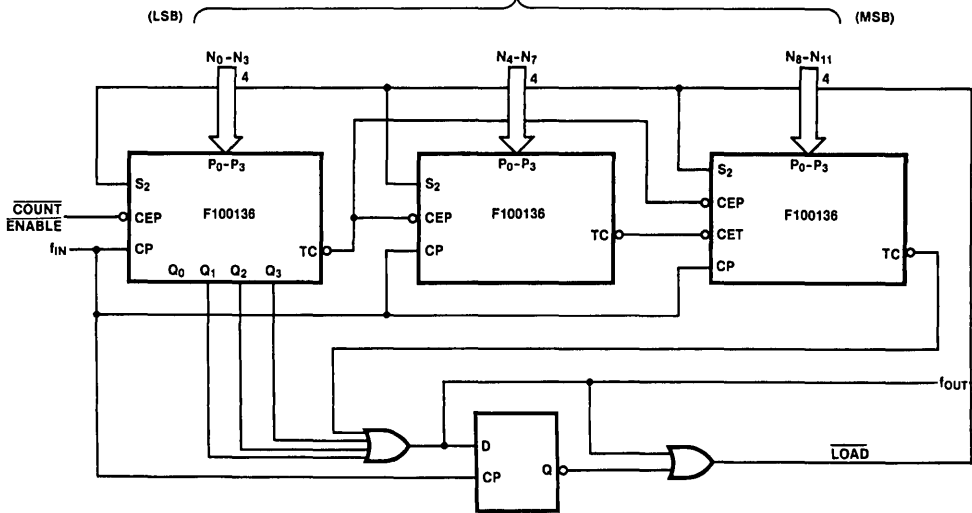 (LSB)
(MSB)
N0–N3
4
N4–N7
4
N8–N11
4
P0–P3
S2
CEP
F100136
CP
TC
Q0 Q1 Q2 Q3
COUNT
ENABLE
fIN
P0–P3
S2
CEP
F100136
CP
TC
P0–P3
S2
CEP
F100136
CET
CP
TC
fOUT
D
CP
Q
LOAD